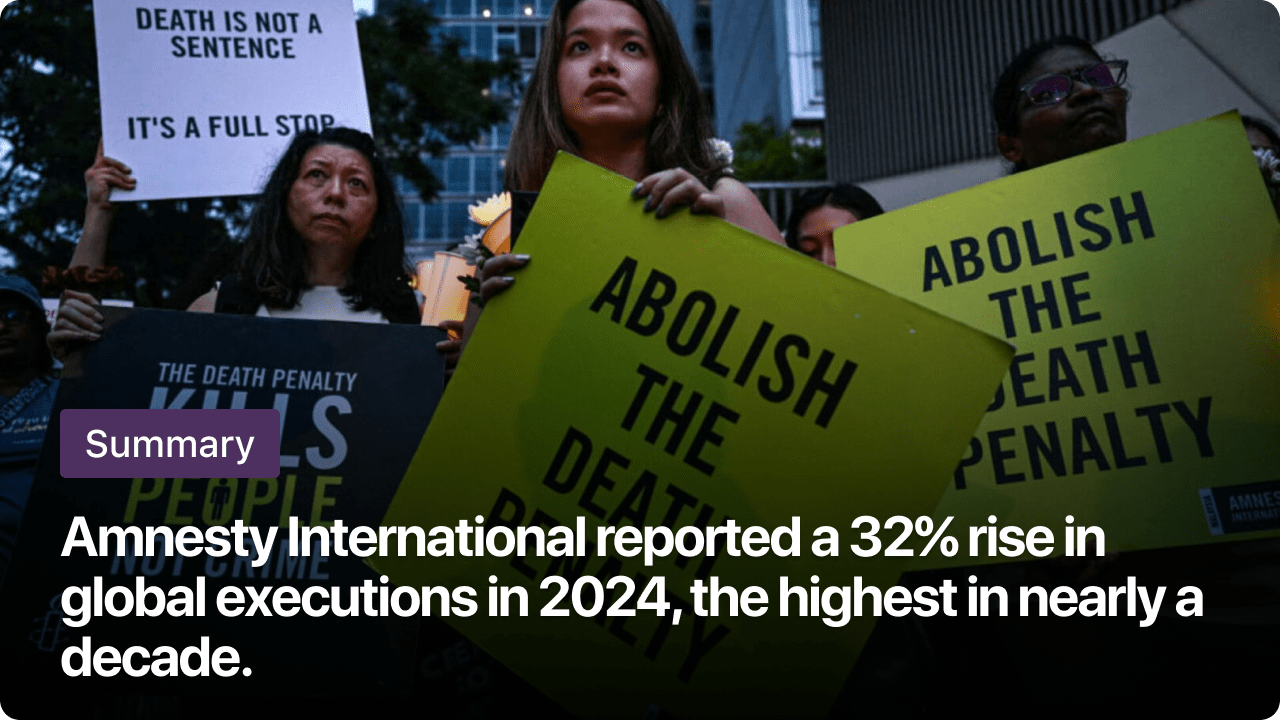 DEATH IS NOT A
SENTENCE
IT'S A FULL STOP
THE DEATH PENALTY
KILLS
PEOPLE
NOT CRIME
ABOLISH
THE
DEATH
PENALTY
ABOLISH
THE
DEATH
PENALTY
Summary
Amnesty International reported a 32% rise in
global executions in 2024, the highest in nearly a
decade.